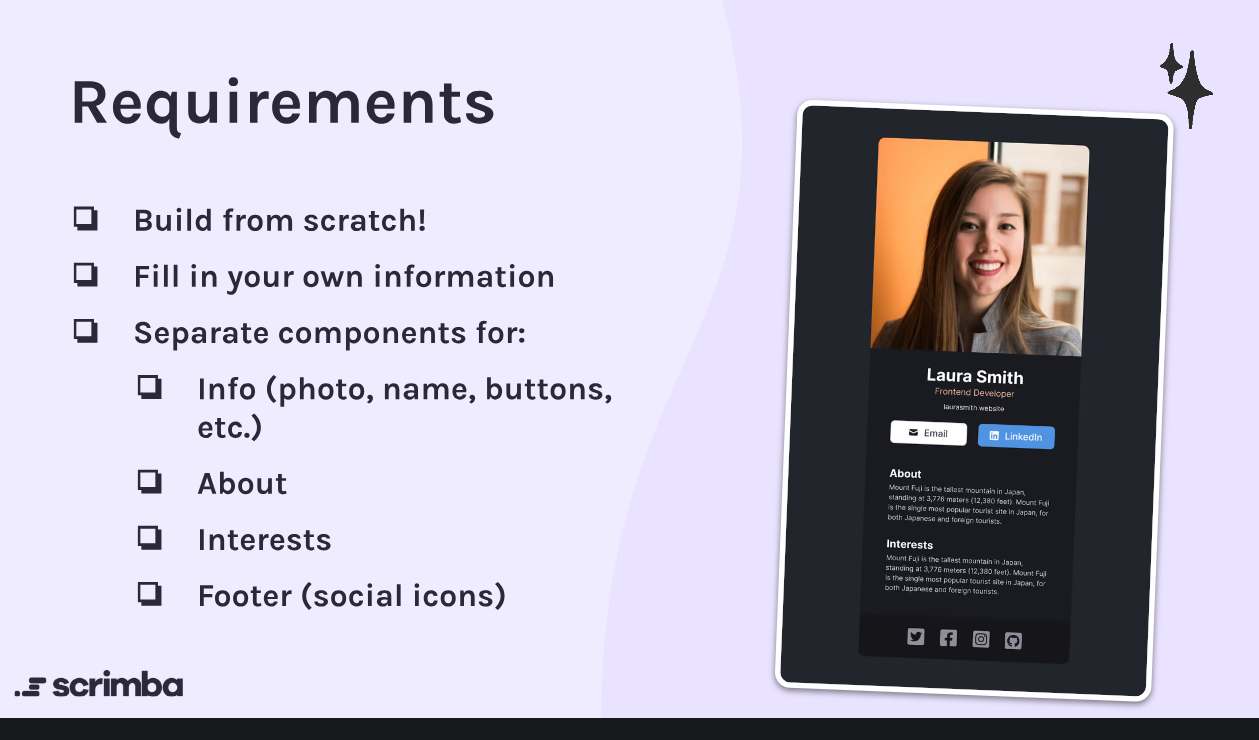 Requirements
Build from scratch!
Fill in your own information
Separate components for:
Info (photo, name, buttons,
etc.)
About
Interests
Footer (social icons)
scrimba
Laura Smith
Frontend Developer
laurasmith.website
Email
LinkedIn
About
Mount Fuji is the tallest mountain in Japan,
standing at 3,776 meters (12,380 feet). Mount Fuji
is the single most popular tourist site in Japan, for
both Japanese and foreign tourists.
Interests
Mount Fuji is the tallest mountain in Japan,
standing at 3,776 meters (12,380 feet). Mount Fuji
is the single most popular tourist site in Japan, for
both Japanese and foreign tourists.